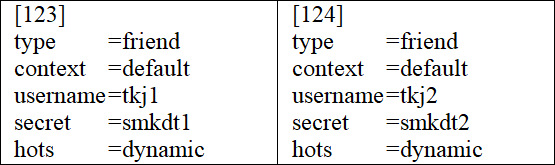 [123]
type =friend
context =default
username=tkj1
secret =smkdt1
hots =dynamic
[124]
type =friend
context =default
username=tkj2
secret =smkdt2
hots =dynamic